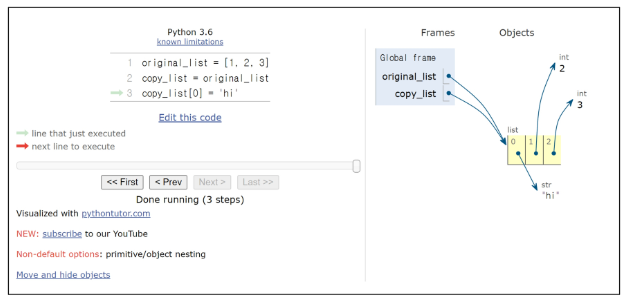 Python 3.6
known limitations
1 original_list = [1, 2, 3]
2 copy_list = original_list
3 copy_list[0] = 'hi'
Edit this code
line that just executed
next line to execute
<< First < Prev Next > Last >>
Done running (3 steps)
Visualized with pythontutor.com
NEW: subscribe to our YouTube
Non-default options: primitive/object nesting
Move and hide objects
Frames Objects
Global frame
original_list
copy_list
int
2
int
3
list
0 1 2
str
"hi"